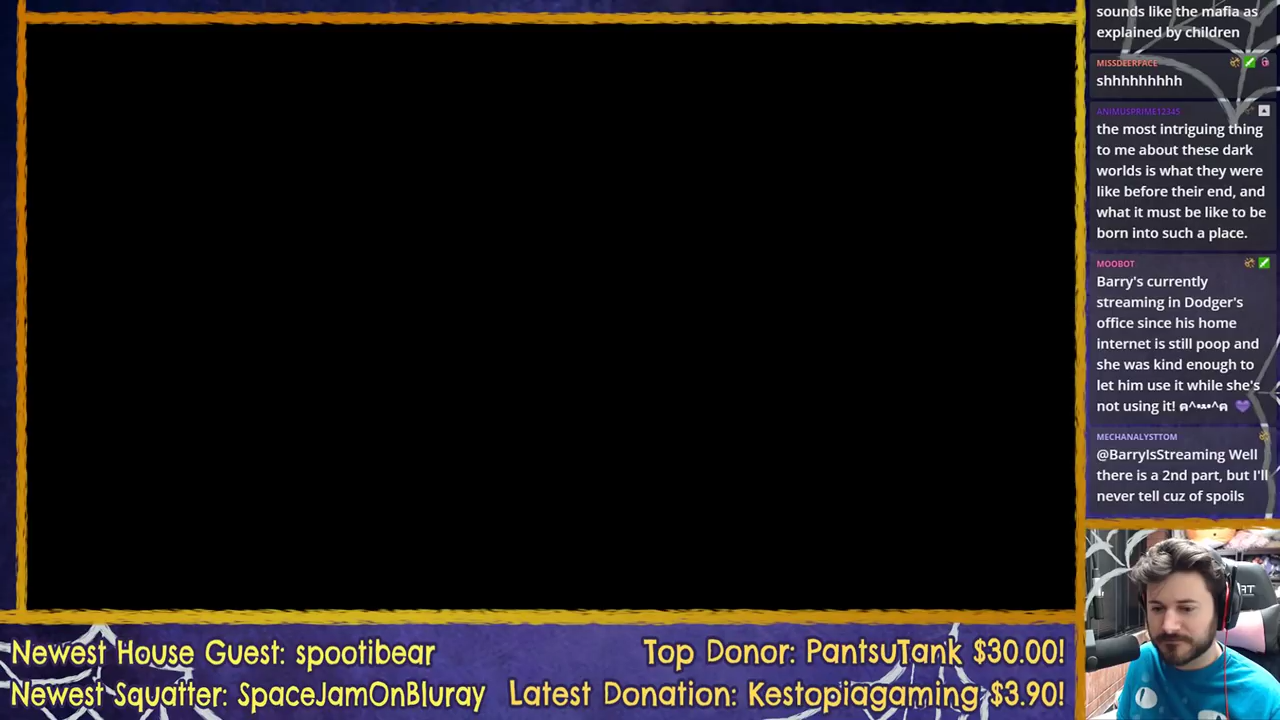 sounds like the mafia as
explained by children
MISSDEERFACE
shhhhhhhhh
ANIMUSPRIME12345
the most intriguing thing
to me about these dark
worlds is what they were
like before their end, and
what it must be like to be
born into such a place.
MOOBOT
Barry's currently
streaming in Dodger's
office since his home
internet is still poop and
she was kind enough to
let him use it while she's
not using it! ฅ^•ﻌ•^ฅ 💜
MECHANALYSTTOM
@BarryIsStreaming Well
there is a 2nd part, but I'll
never tell cuz of spoils
Newest House Guest: spootibear
Top Donor: PantsuTank $30.00!
Newest Squatter: SpaceJamOnBluray
Latest Donation: Kestopiagaming $3.90!